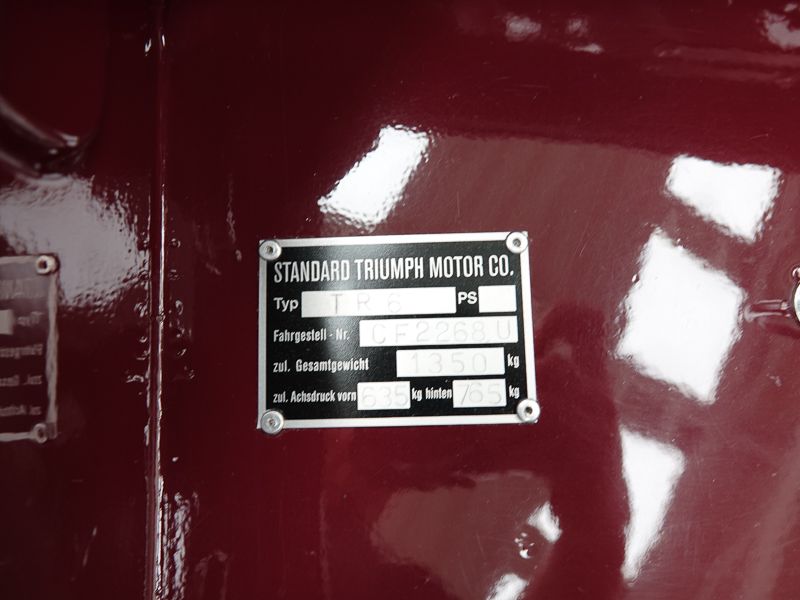 STANDARD TRIUMPH MOTOR CO.
Typ TR6 PS
Fahrgestell - Nr. CF2268U
zul. Gesamtgewicht 1350 kg
zul. Achsdruck vorn 635 kg hinten 765 kg